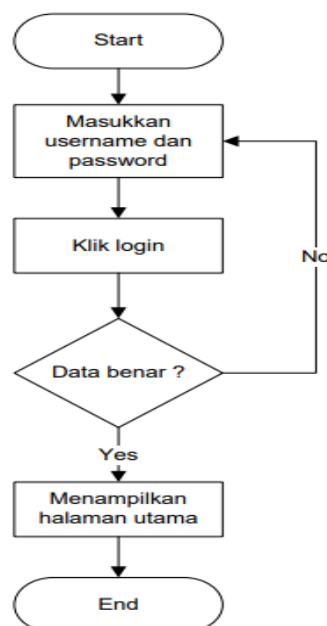 Start
Masukkan
username dan
password
Klik login
No
Data benar ?
Yes
Menampilkan
halaman utama
End